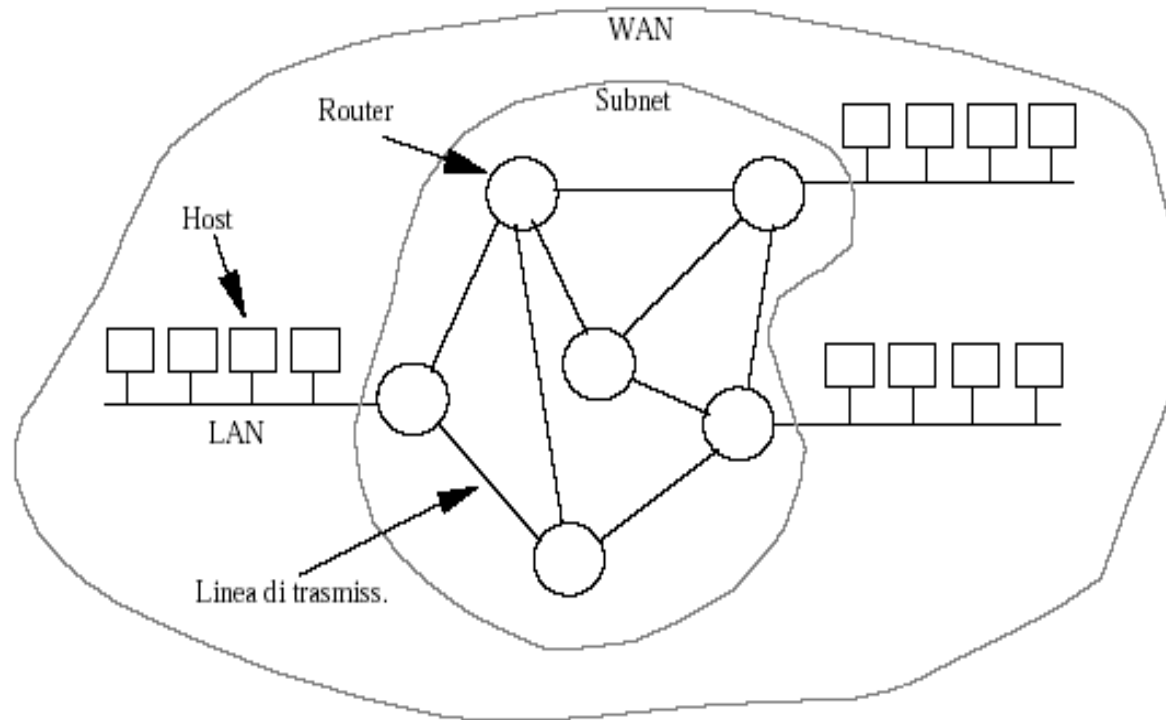 WAN
Subnet
Router
Host
LAN
Linea di trasmiss.